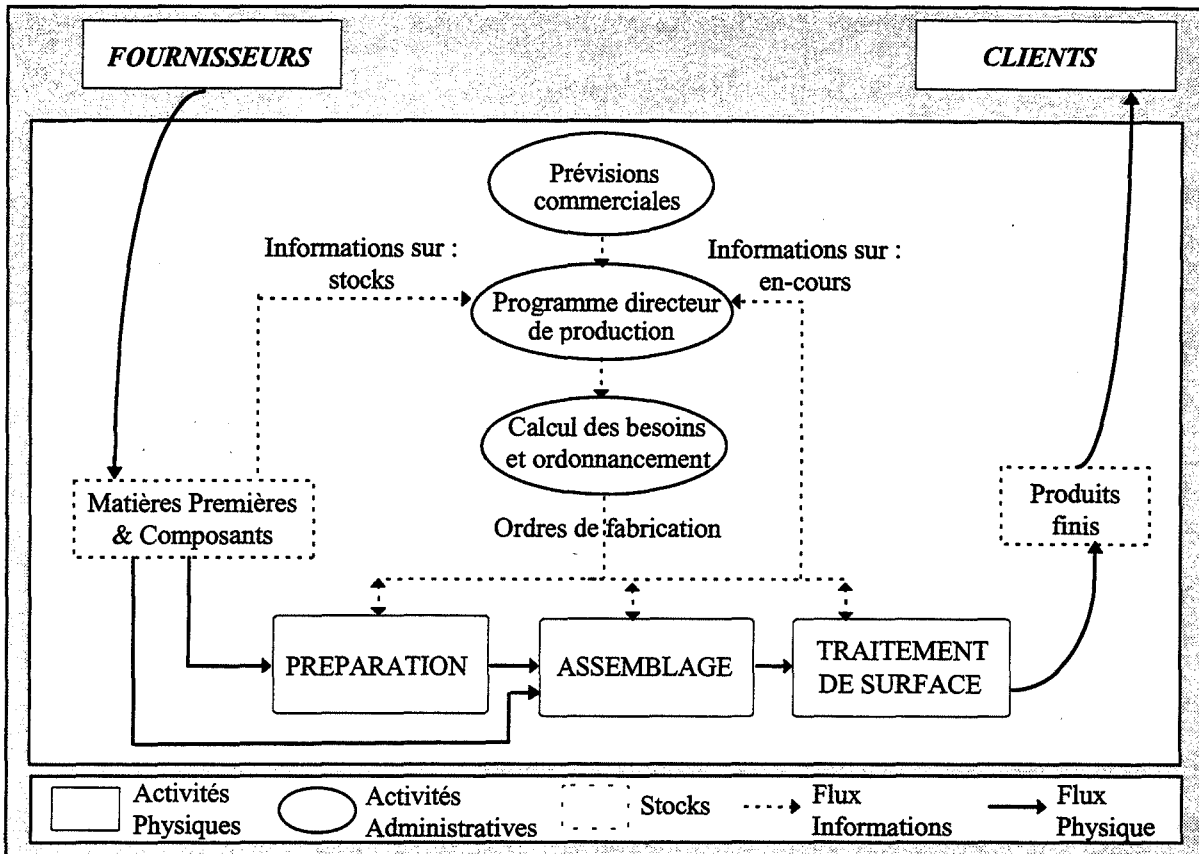 FOURNISSEURS
CLIENTS
Prévisions
commerciales
Informations sur :
stocks
Informations sur :
en-cours
Programme directeur
de production
Calcul des besoins
et ordonnancement
Matières Premières
& Composants
Produits
finis
Ordres de fabrication
PREPARATION
ASSEMBLAGE
TRAITEMENT
DE SURFACE
Activités
Physiques
Activités
Administratives
Stocks
Flux
Informations
Flux
Physique